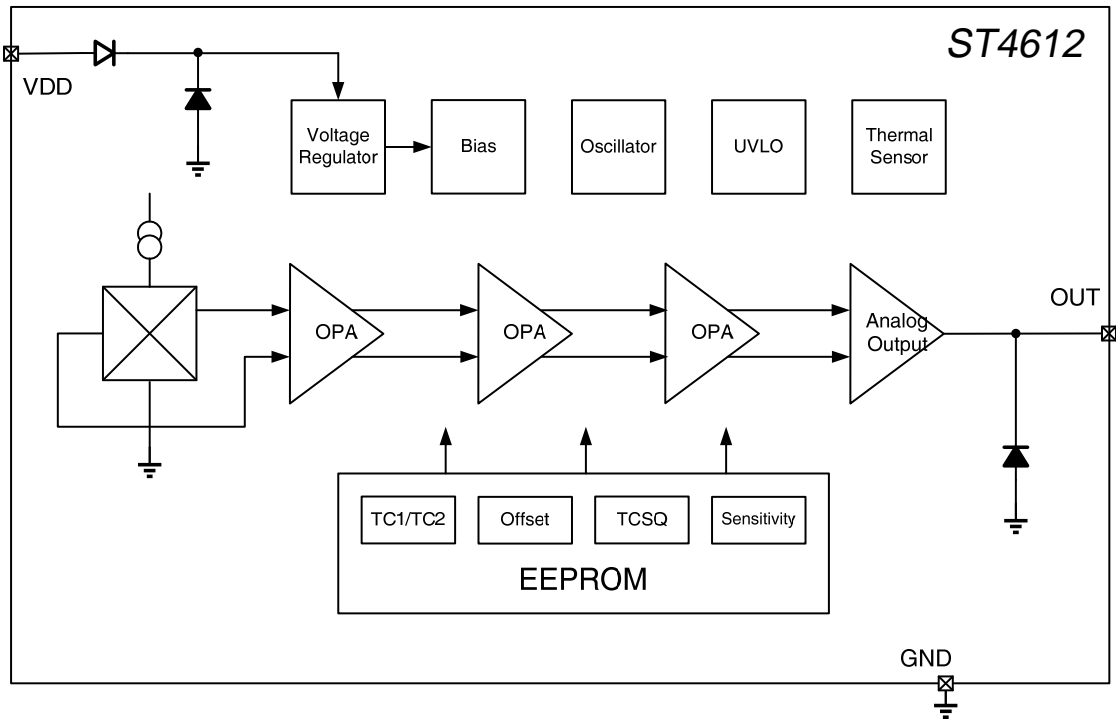 ST4612
VDD
Voltage
Regulator
Bias
Oscillator
UVLO
Thermal
Sensor
OPA
OPA
OPA
Analog
Output
OUT
TC1/TC2
Offset
TCSQ
Sensitivity
EEPROM
GND